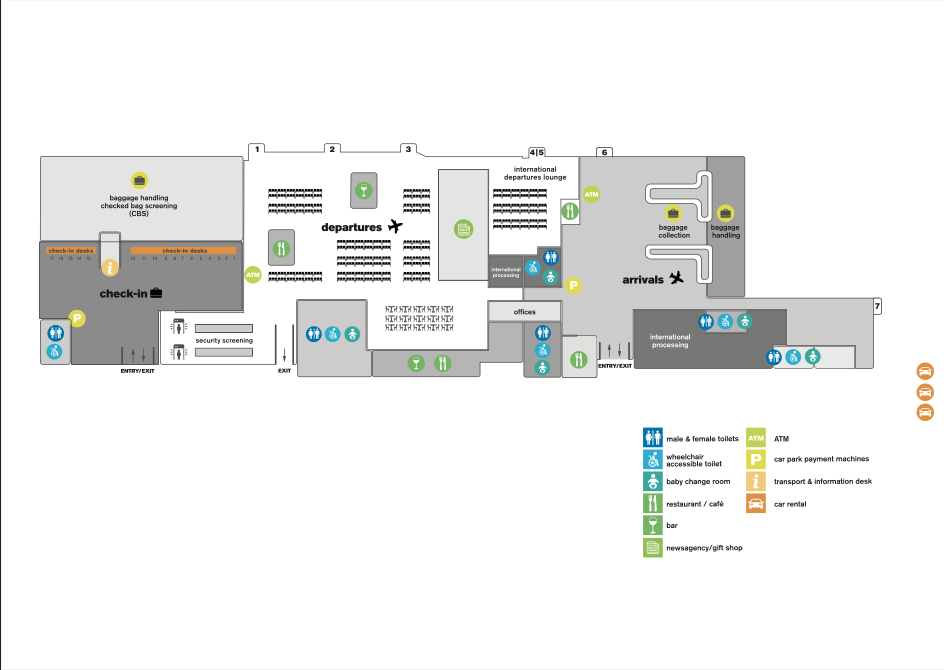 1
2
3
4|5
6
international
departures lounge
baggage handling
checked bag screening
(CBS)
ATM
departures
baggage
collection
baggage
handling
check-in desks
check-in desks
17 16 15 14 13
12 11 10 9 8 7 6 5 4 3 2 1
i
ATM
international
processing
arrivals
P
check-in
7
offices
P
security screening
international
processing
ENTRY/EXIT
EXIT
ENTRY/EXIT
male & female toilets
ATM
ATM
wheelchair
accessible toilet
P
car park payment machines
baby change room
i
transport & information desk
restaurant / café
car rental
bar
newsagency/gift shop